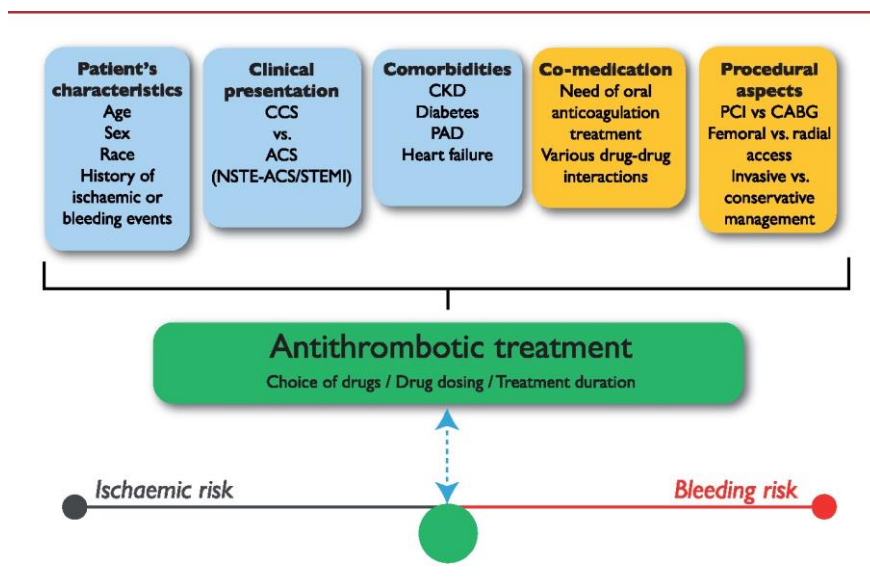 Patient's
characteristics
Age
Sex
Race
History of
ischaemic or
bleeding events
Clinical
presentation
CCS
vs.
ACS
(NSTE-ACS/STEMI)
Comorbidities
CKD
Diabetes
PAD
Heart failure
Co-medication
Need of oral
anticoagulation
treatment
Various drug-drug
interactions
Procedural
aspects
PCI vs CABG
Femoral vs. radial
access
Invasive vs.
conservative
management
Antithrombotic treatment
Choice of drugs / Drug dosing / Treatment duration
Ischaemic risk
Bleeding risk